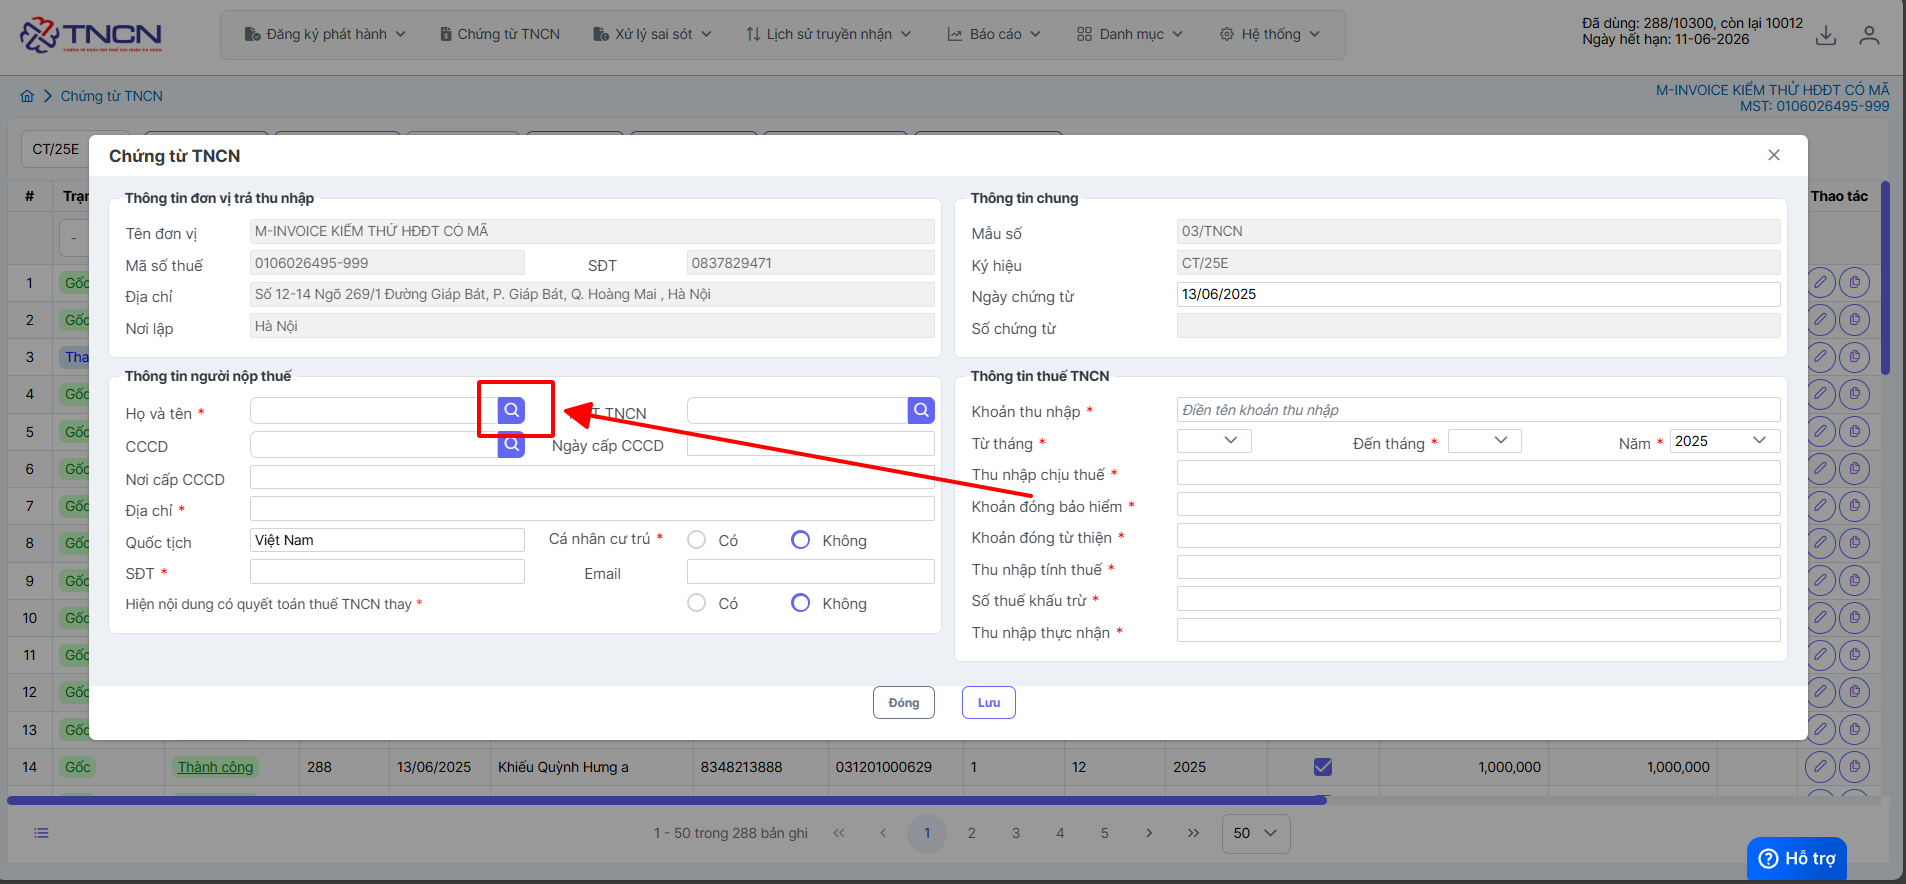 TNCN
Đăng ký phát hành
Chứng từ TNCN
Xử lý sai sót
Lịch sử truyền nhận
Báo cáo
Danh mục
Hệ thống
Đã dùng: 288/10300, còn lại 10012
Ngày hết hạn: 11-06-2026
Chứng từ TNCN
M-INVOICE KIỂM THỬ HĐĐT CÓ MÃ
MST: 0106026495-999
CT/25E
Chứng từ TNCN
# Thao tác
Thông tin đơn vị trả thu nhập
Tên đơn vị M-INVOICE KIỂM THỬ HĐĐT CÓ MÃ
Mã số thuế 0106026495-999 SĐT 0837829471
Địa chỉ Số 12-14 Ngõ 269/1 Đường Giáp Bát, P. Giáp Bát, Q. Hoàng Mai , Hà Nội
Nơi lập Hà Nội
Thông tin chung
Mẫu số 03/TNCN
Ký hiệu CT/25E
Ngày chứng từ 13/06/2025
Số chứng từ
Thông tin người nộp thuế
Họ và tên * TNCN
CCCD Ngày cấp CCCD
Nơi cấp CCCD
Địa chỉ *
Quốc tịch Việt Nam Cá nhân cư trú * Có Không
SĐT * Email
Hiện nội dung có quyết toán thuế TNCN thay * Có Không
Thông tin thuế TNCN
Khoản thu nhập * Điền tên khoản thu nhập
Từ tháng * Đến tháng * Năm * 2025
Thu nhập chịu thuế *
Khoản đóng bảo hiểm *
Khoản đóng từ thiện *
Thu nhập tính thuế *
Số thuế khấu trừ *
Thu nhập thực nhận *
Đóng Lưu
-
1 Gốc
2 Gốc
3
4 Gốc
5 Gốc
6 Gốc
7 Gốc
8 Gốc
9 Gốc
10 Gốc
11 Gốc
12 Gốc
13 Gốc
14 Gốc Thành công 288 13/06/2025 Khiếu Quỳnh Hưng a 8348213888 031201000629 1 12 2025 1,000,000 1,000,000
1 - 50 trong 288 bản ghi « ‹ 1 2 3 4 5 › » 50
Hỗ trợ